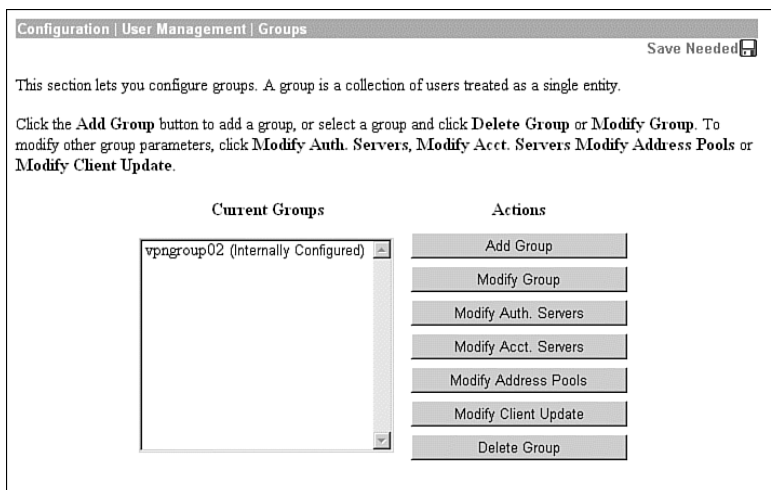 Configuration | User Management | Groups
Save Needed
This section lets you configure groups. A group is a collection of users treated as a single entity.
Click the Add Group button to add a group, or select a group and click Delete Group or Modify Group. To
modify other group parameters, click Modify Auth. Servers, Modify Acct. Servers Modify Address Pools or
Modify Client Update.
Current Groups
Actions
vpngroup02 (Internally Configured)
Add Group
Modify Group
Modify Auth. Servers
Modify Acct. Servers
Modify Address Pools
Modify Client Update
Delete Group